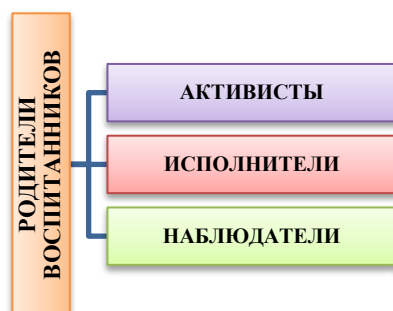 РОДИТЕЛИ
ВОСПИТАННИКОВ
АКТИВИСТЫ
ИСПОЛНИТЕЛИ
НАБЛЮДАТЕЛИ